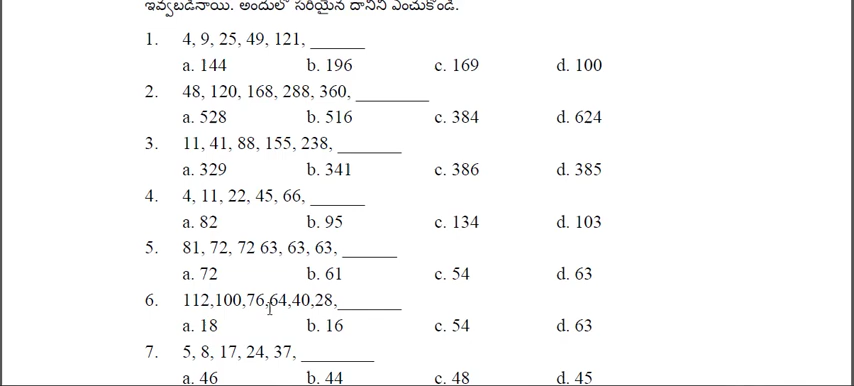 ఇవ్వబడినాయి. అందులో సరియైన దానిని ఎంచుకొండి.
1. 4, 9, 25, 49, 121, ______
a. 144 b. 196 c. 169 d. 100
2. 48, 120, 168, 288, 360, ________
a. 528 b. 516 c. 384 d. 624
3. 11, 41, 88, 155, 238, _______
a. 329 b. 341 c. 386 d. 385
4. 4, 11, 22, 45, 66, ______
a. 82 b. 95 c. 134 d. 103
5. 81, 72, 72 63, 63, 63, ______
a. 72 b. 61 c. 54 d. 63
6. 112,100,76,64,40,28,_______
a. 18 b. 16 c. 54 d. 63
7. 5, 8, 17, 24, 37, ________
a. 46 b. 44 c. 48 d. 45